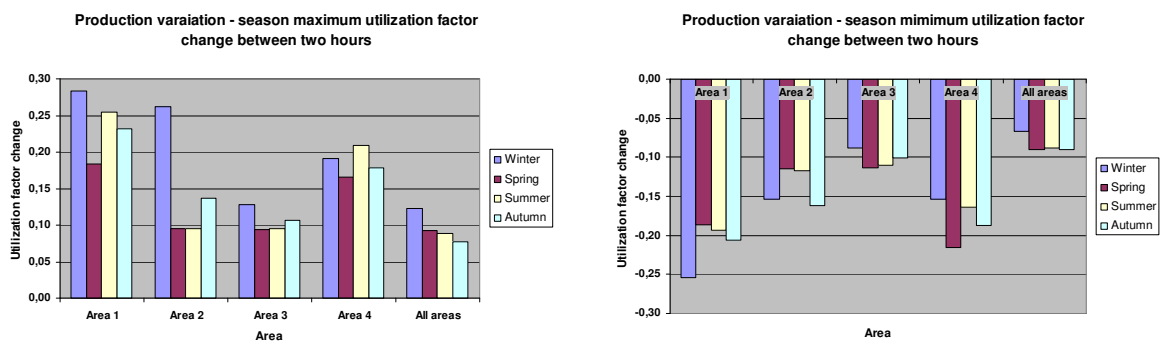 Production varaiation - season maximum utilization factor
change between two hours
0,30
0,25
0,20
0,15
0,10
0,05
0,00
Utilization factor change
Area 1
Area 2
Area 3
Area 4
All areas
Area
Winter
Spring
Summer
Autumn
Production varaiation - season mimimum utilization factor
change between two hours
0,00
-0,05
-0,10
-0,15
-0,20
-0,25
-0,30
Utilization factor change
Area 1
Area 2
Area 3
Area 4
All areas
Area
Winter
Spring
Summer
Autumn